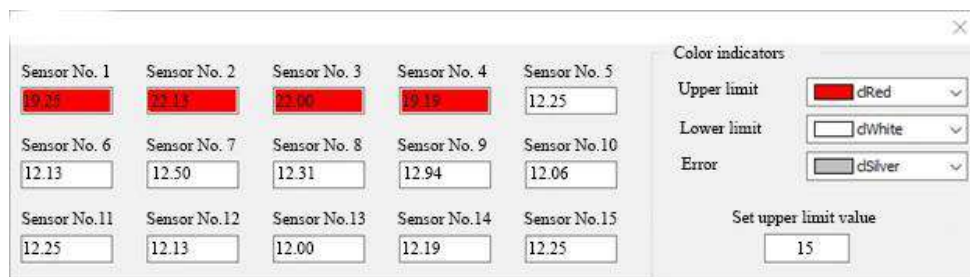 Sensor No. 1 Sensor No. 2 Sensor No. 3 Sensor No. 4 Sensor No. 5
19.25 22.13 22.00 19.19 12.25
Sensor No. 6 Sensor No. 7 Sensor No. 8 Sensor No. 9 Sensor No.10
12.13 12.50 12.31 12.94 12.06
Sensor No.11 Sensor No.12 Sensor No.13 Sensor No.14 Sensor No.15
12.25 12.13 12.00 12.19 12.25
Color indicators
Upper limit clRed
Lower limit clWhite
Error clSilver
Set upper limit value
15